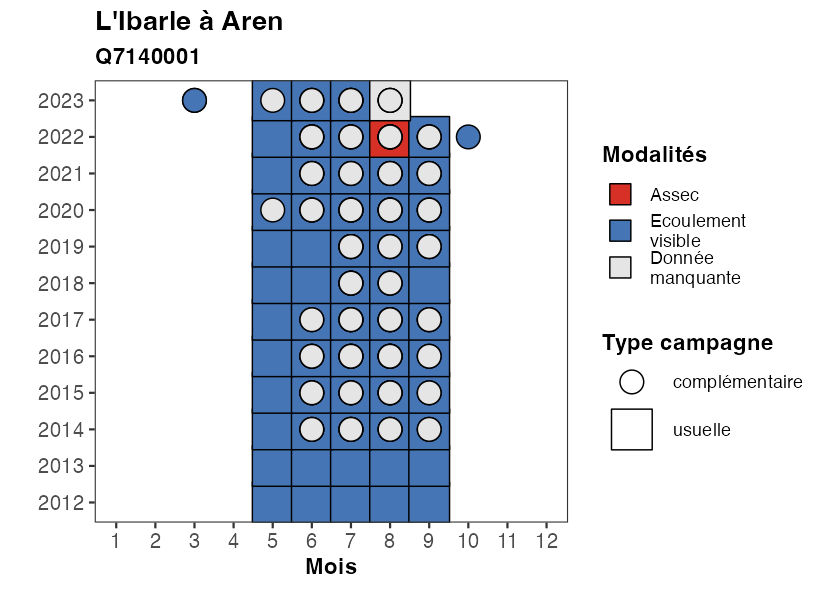 L'Ibarle à Aren
Q7140001
2023
2022
2021
2020
2019
2018
2017
2016
2015
2014
2013
2012
1 2 3 4 5 6 7 8 9 10 11 12
Mois
Modalités
Assec
Ecoulement
visible
Donnée
manquante
Type campagne
complémentaire
usuelle